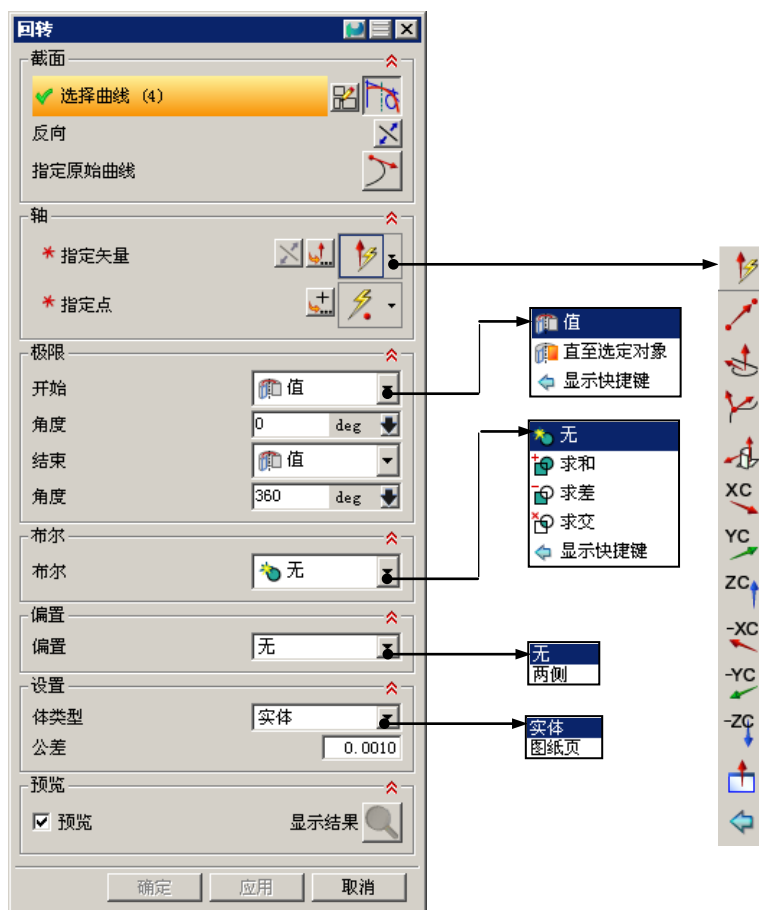 回转
截面
选择曲线 (4)
反向
指定原始曲线
轴
* 指定矢量
* 指定点
极限
开始 值
角度 0 deg
结束 值
角度 360 deg
布尔
布尔 无
偏置
偏置 无
设置
体类型 实体
公差 0.0010
预览
预览 显示结果
确定 应用 取消
值
直至选定对象
显示快捷键
无
求和
求差
求交
显示快捷键
无
两侧
实体
图纸页
XC
YC
ZC
-XC
-YC
-ZC